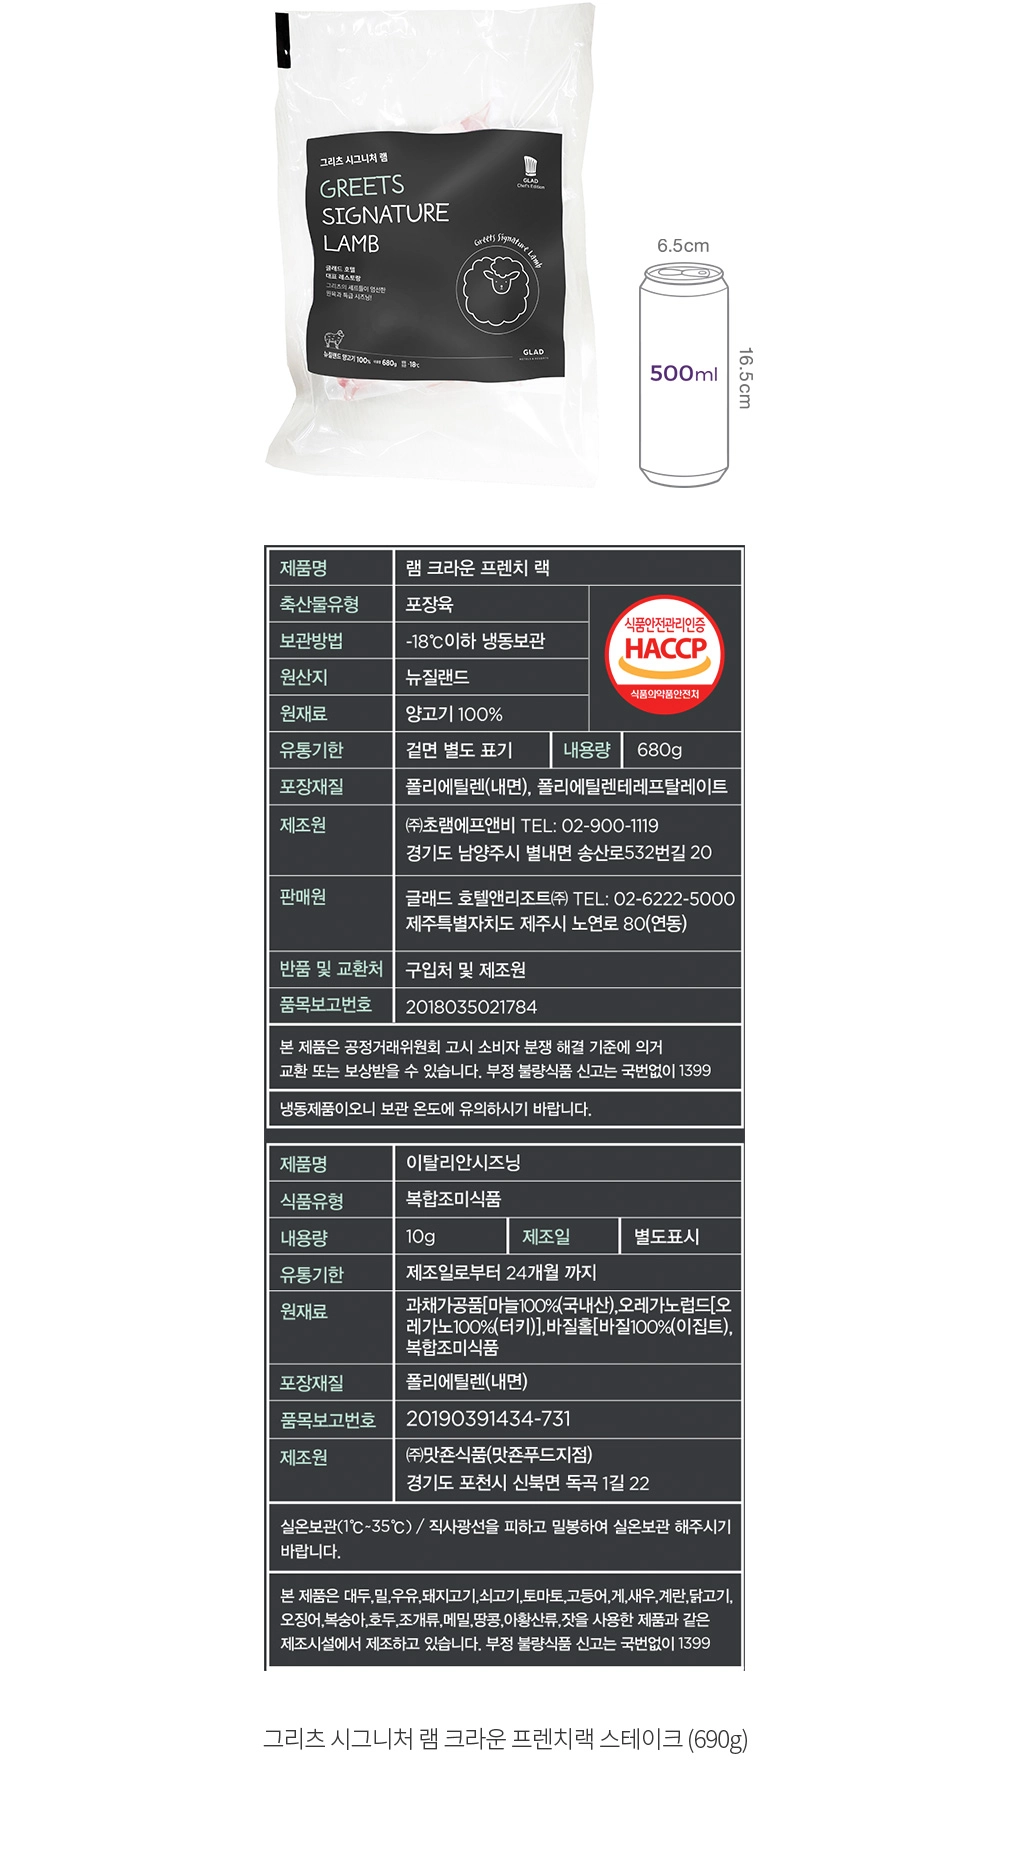 그리츠 시그니처 램
GREETS
SIGNATURE
LAMB
글래드 호텔
대표 레스토랑
그리츠의 셰프들이 엄선한
원육과 특급 시즈닝!
뉴질랜드 양고기 100% 680g -18℃
GLAD
Chef's Edition
Greets Signature Lamb
GLAD
HOTELS & RESORTS
6.5cm
500ml
16.5cm
제품명 램 크라운 프렌치 랙
축산물유형 포장육
보관방법 -18℃이하 냉동보관
원산지 뉴질랜드
원재료 양고기 100%
식품안전관리인증
HACCP
식품의약품안전처
유통기한 겉면 별도 표기 내용량 680g
포장재질 폴리에틸렌(내면), 폴리에틸렌테레프탈레이트
제조원 ㈜초램에프앤비 TEL: 02-900-1119
경기도 남양주시 별내면 송산로532번길 20
판매원 글래드 호텔앤리조트㈜ TEL: 02-6222-5000
제주특별자치도 제주시 노연로 80(연동)
반품 및 교환처 구입처 및 제조원
품목보고번호 2018035021784
본 제품은 공정거래위원회 고시 소비자 분쟁 해결 기준에 의거
교환 또는 보상받을 수 있습니다. 부정 불량식품 신고는 국번없이 1399
냉동제품이오니 보관 온도에 유의하시기 바랍니다.
제품명 이탈리안시즈닝
식품유형 복합조미식품
내용량 10g 제조일 별도표시
유통기한 제조일로부터 24개월 까지
원재료 과채가공품[마늘100%(국내산),오레가노럽드[오
레가노100%(터키)],바질홀[바질100%(이집트),
복합조미식품
포장재질 폴리에틸렌(내면)
품목보고번호 20190391434-731
제조원 ㈜맛죤식품(맛죤푸드지점)
경기도 포천시 신북면 독곡 1길 22
실온보관(1℃~35℃) / 직사광선을 피하고 밀봉하여 실온보관 해주시기
바랍니다.
본 제품은 대두,밀,우유,돼지고기,쇠고기,토마토,고등어,게,새우,계란,닭고기,
오징어,복숭아,호두,조개류,메밀,땅콩,아황산류,잣을 사용한 제품과 같은
제조시설에서 제조하고 있습니다. 부정 불량식품 신고는 국번없이 1399
그리츠 시그니처 램 크라운 프렌치랙 스테이크 (690g)